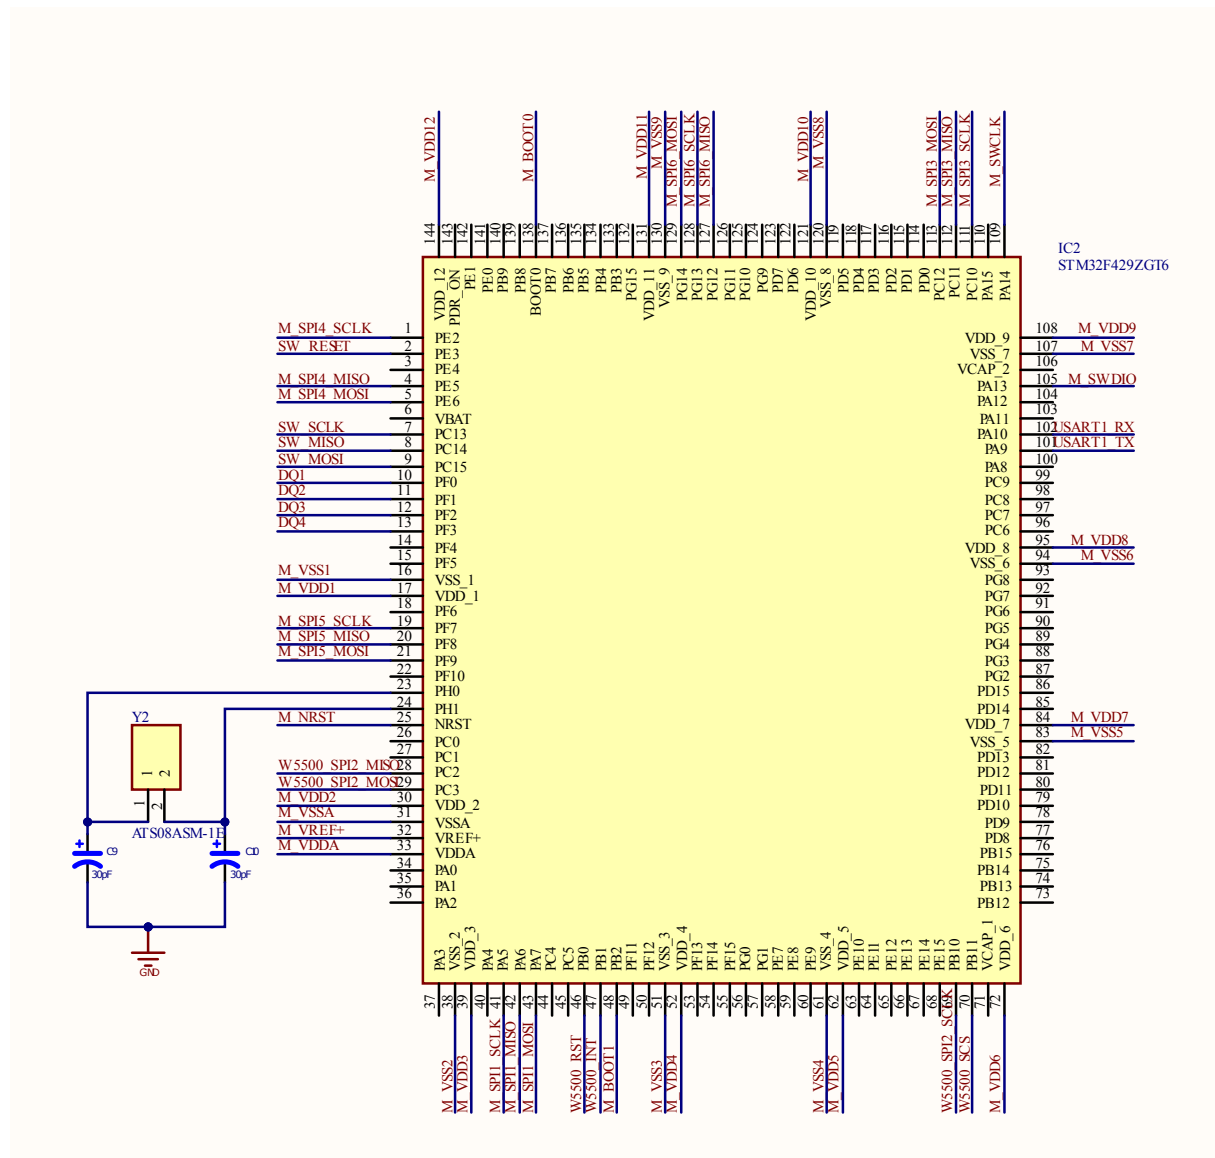 M_VDD12
M_BOOT0
M_VDD11
M_VSS9
M_SPI6_MOSI
M_SPI6_SCLK
M_SPI6_MISO
M_VDD10
M_VSS8
M_SPI3_MOSI
M_SPI3_MISO
M_SPI3_SCLK
M_SWCLK
144 143 142 141 140 139 138 137 136 135 134 133 132 131 130 129 128 127 126 125 124 123 122 121 120 119 118 117 116 115 114 113 112 111 110 109
IC2
STM32F429ZGT6
VDD_12 PDR_ON PE1 PE0 PB9 PB8 BOOT0 PB7 PB6 PB5 PB4 PB3 PG15 VDD_11 VSS_9 PG14 PG13 PG12 PG11 PG10 PG9 PD7 PD6 VDD_10 VSS_8 PD5 PD4 PD3 PD2 PD1 PD0 PC12 PC11 PC10 PA15 PA14
M_SPI4_SCLK 1 PE2
SW_RESET 2 PE3
3 PE4
M_SPI4_MISO 4 PE5
M_SPI4_MOSI 5 PE6
6 VBAT
SW_SCLK 7 PC13
SW_MISO 8 PC14
SW_MOSI 9 PC15
DQ1 10 PF0
DQ2 11 PF1
DQ3 12 PF2
DQ4 13 PF3
14 PF4
15 PF5
M_VSS1 16 VSS_1
M_VDD1 17 VDD_1
18 PF6
M_SPI5_SCLK 19 PF7
M_SPI5_MISO 20 PF8
M_SPI5_MOSI 21 PF9
22 PF10
23 PH0
24 PH1
M_NRST 25 NRST
26 PC0
27 PC1
W5500_SPI2_MISO 28 PC2
W5500_SPI2_MOSI 29 PC3
M_VDD2 30 VDD_2
M_VSSA 31 VSSA
M_VREF+ 32 VREF+
M_VDDA 33 VDDA
34 PA0
35 PA1
36 PA2
VDD_9 108 M_VDD9
VSS_7 107 M_VSS7
VCAP_2 106
PA13 105 M_SWDIO
PA12 104
PA11 103
PA10 102 USART1_RX
PA9 101 USART1_TX
PA8 100
PC9 99
PC8 98
PC7 97
PC6 96
VDD_8 95 M_VDD8
VSS_6 94 M_VSS6
PG8 93
PG7 92
PG6 91
PG5 90
PG4 89
PG3 88
PG2 87
PD15 86
PD14 85
VDD_7 84 M_VDD7
VSS_5 83 M_VSS5
PD13 82
PD12 81
PD11 80
PD10 79
PD9 78
PD8 77
PB15 76
PB14 75
PB13 74
PB12 73
Y2
1 2
1 2
ATS08ASM-1E
+ C9
30pF
+ C10
30pF
GND
PA3 VSS_2 VDD_3 PA4 PA5 PA6 PA7 PC4 PC5 PB0 PB1 PB2 PF11 PF12 VSS_3 VDD_4 PF13 PF14 PF15 PG0 PG1 PE7 PE8 PE9 VSS_4 VDD_5 PE10 PE11 PE12 PE13 PE14 PE15 PB10 PB11 VCAP_1 VDD_6
37 38 39 40 41 42 43 44 45 46 47 48 49 50 51 52 53 54 55 56 57 58 59 60 61 62 63 64 65 66 67 68 69 70 71 72
M_VSS2
M_VDD3
M_SPI1_SCLK
M_SPI1_MISO
M_SPI1_MOSI
W5500_RST
W5500_INT
M_BOOT1
M_VSS3
M_VDD4
M_VSS4
M_VDD5
W5500_SPI2_SCLK
W5500_SCS
M_VDD6